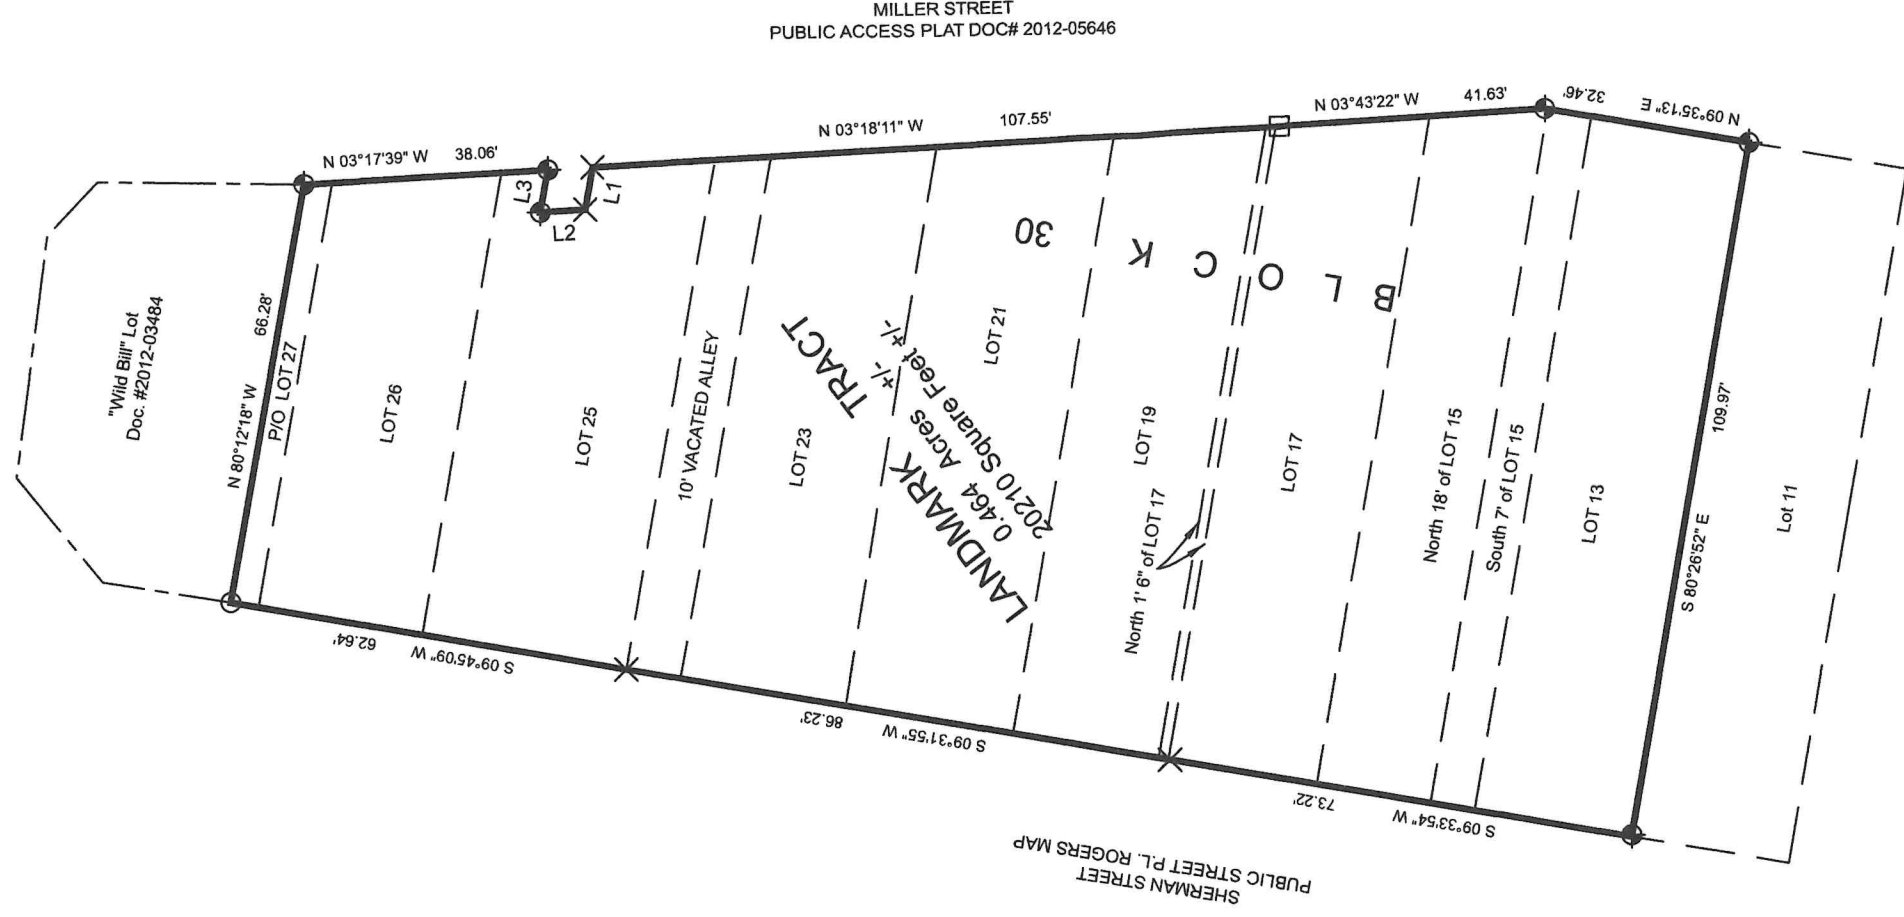 MILLER STREET
PUBLIC ACCESS PLAT DOC# 2012-05646
N 03°17'39" W 38.06'
L3
L2
L1
N 03°18'11" W 107.55'
N 03°43'22" W 41.63'
N 09°35'13" E 32.46'
"Wild Bill" Lot
Doc. #2012-03484
N 80°12'18" W 66.28'
P/O LOT 27
LOT 26
LOT 25
10' VACATED ALLEY
LOT 23
LOT 21
LOT 19
North 1' 6" of LOT 17
LOT 17
North 18' of LOT 15
South 7' of LOT 15
LOT 13
Lot 11
BLOCK 30
LANDMARK TRACT
0.464 Acres +/-
20210 Square Feet +/-
S 80°26'52" E 109.97'
S 09°45'09" W 62.64'
S 09°31'55" W 86.23'
S 09°33'54" W 73.22'
SHERMAN STREET
PUBLIC STREET P.L. ROGERS MAP